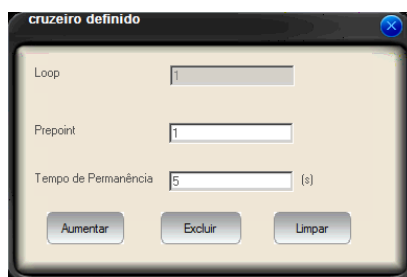 cruzeiro definido
Loop 1
Prepoint 1
Tempo de Permanência 5 (s)
Aumentar Excluir Limpar